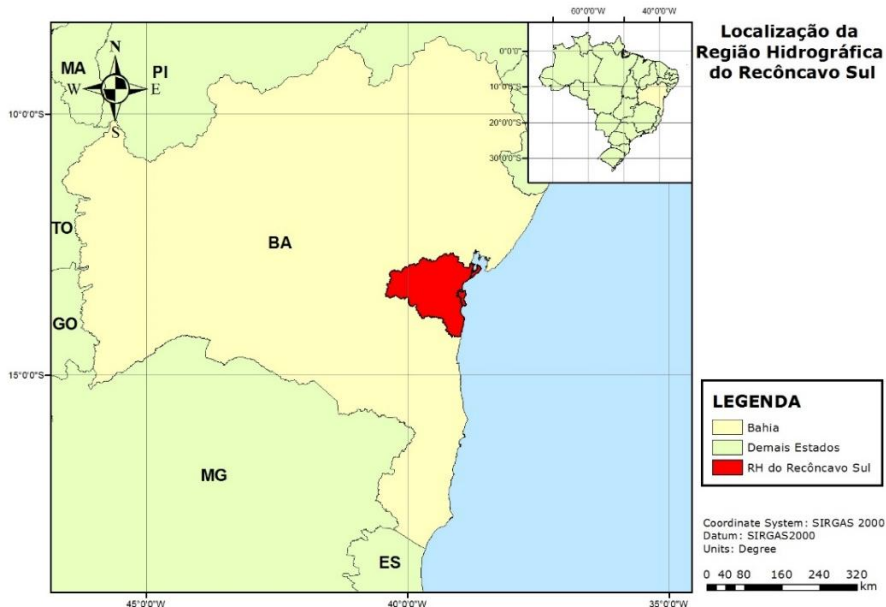 60°0'0"W 40°0'0"W
Localização da
Região Hidrográfica
do Recôncavo Sul
0°0'0"
10°0'0"S
20°0'0"S
30°0'0"S
N
W E
S
MA
PI
10°0'0"S
TO
BA
GO
15°0'0"S
MG
ES
LEGENDA
Bahia
Demais Estados
RH do Recôncavo Sul
Coordinate System: SIRGAS 2000
Datum: SIRGAS2000
Units: Degree
0 40 80 160 240 320
km
45°0'0"W 40°0'0"W 35°0'0"W